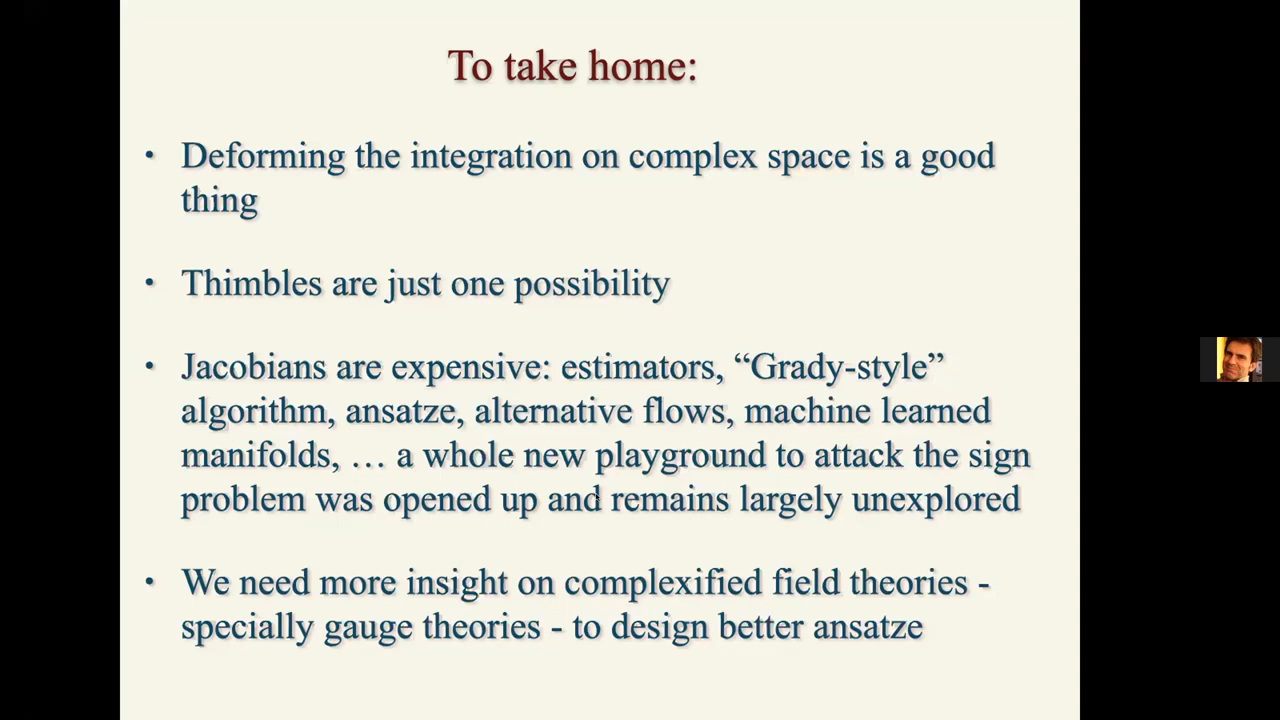 To take home:
• Deforming the integration on complex space is a good
thing
• Thimbles are just one possibility
• Jacobians are expensive: estimators, “Grady-style”
algorithm, ansatze, alternative flows, machine learned
manifolds, … a whole new playground to attack the sign
problem was opened up and remains largely unexplored
• We need more insight on complexified field theories -
specially gauge theories - to design better ansatze